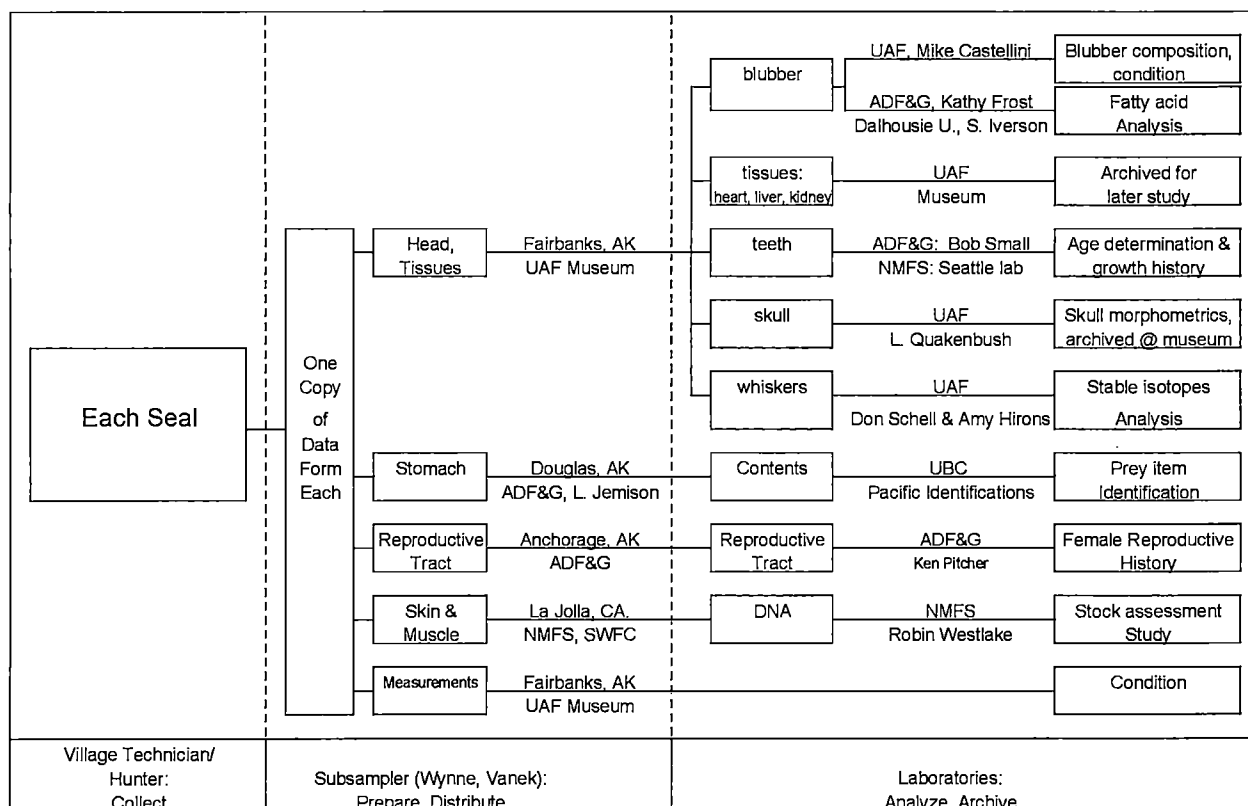 Each Seal
One
Copy
of
Data
Form
Each
Head,
Tissues
Fairbanks, AK
UAF Museum
blubber
UAF, Mike Castellini
Blubber composition,
condition
ADF&G, Kathy Frost
Dalhousie U., S. Iverson
Fatty acid
Analysis
tissues:
heart, liver, kidney
UAF
Museum
Archived for
later study
teeth
ADF&G: Bob Small
NMFS: Seattle lab
Age determination &
growth history
skull
UAF
L. Quakenbush
Skull morphometrics,
archived @ museum
whiskers
UAF
Don Schell & Amy Hirons
Stable isotopes
Analysis
Stomach
Douglas, AK
ADF&G, L. Jemison
Contents
UBC
Pacific Identifications
Prey item
Identification
Reproductive
Tract
Anchorage, AK
ADF&G
Reproductive
Tract
ADF&G
Ken Pitcher
Female Reproductive
History
Skin &
Muscle
La Jolla, CA.
NMFS, SWFC
DNA
NMFS
Robin Westlake
Stock assessment
Study
Measurements
Fairbanks, AK
UAF Museum
Condition
Village Technician/
Hunter:
Collect
Subsampler (Wynne, Vanek):
Prepare, Distribute
Laboratories:
Analyze, Archive